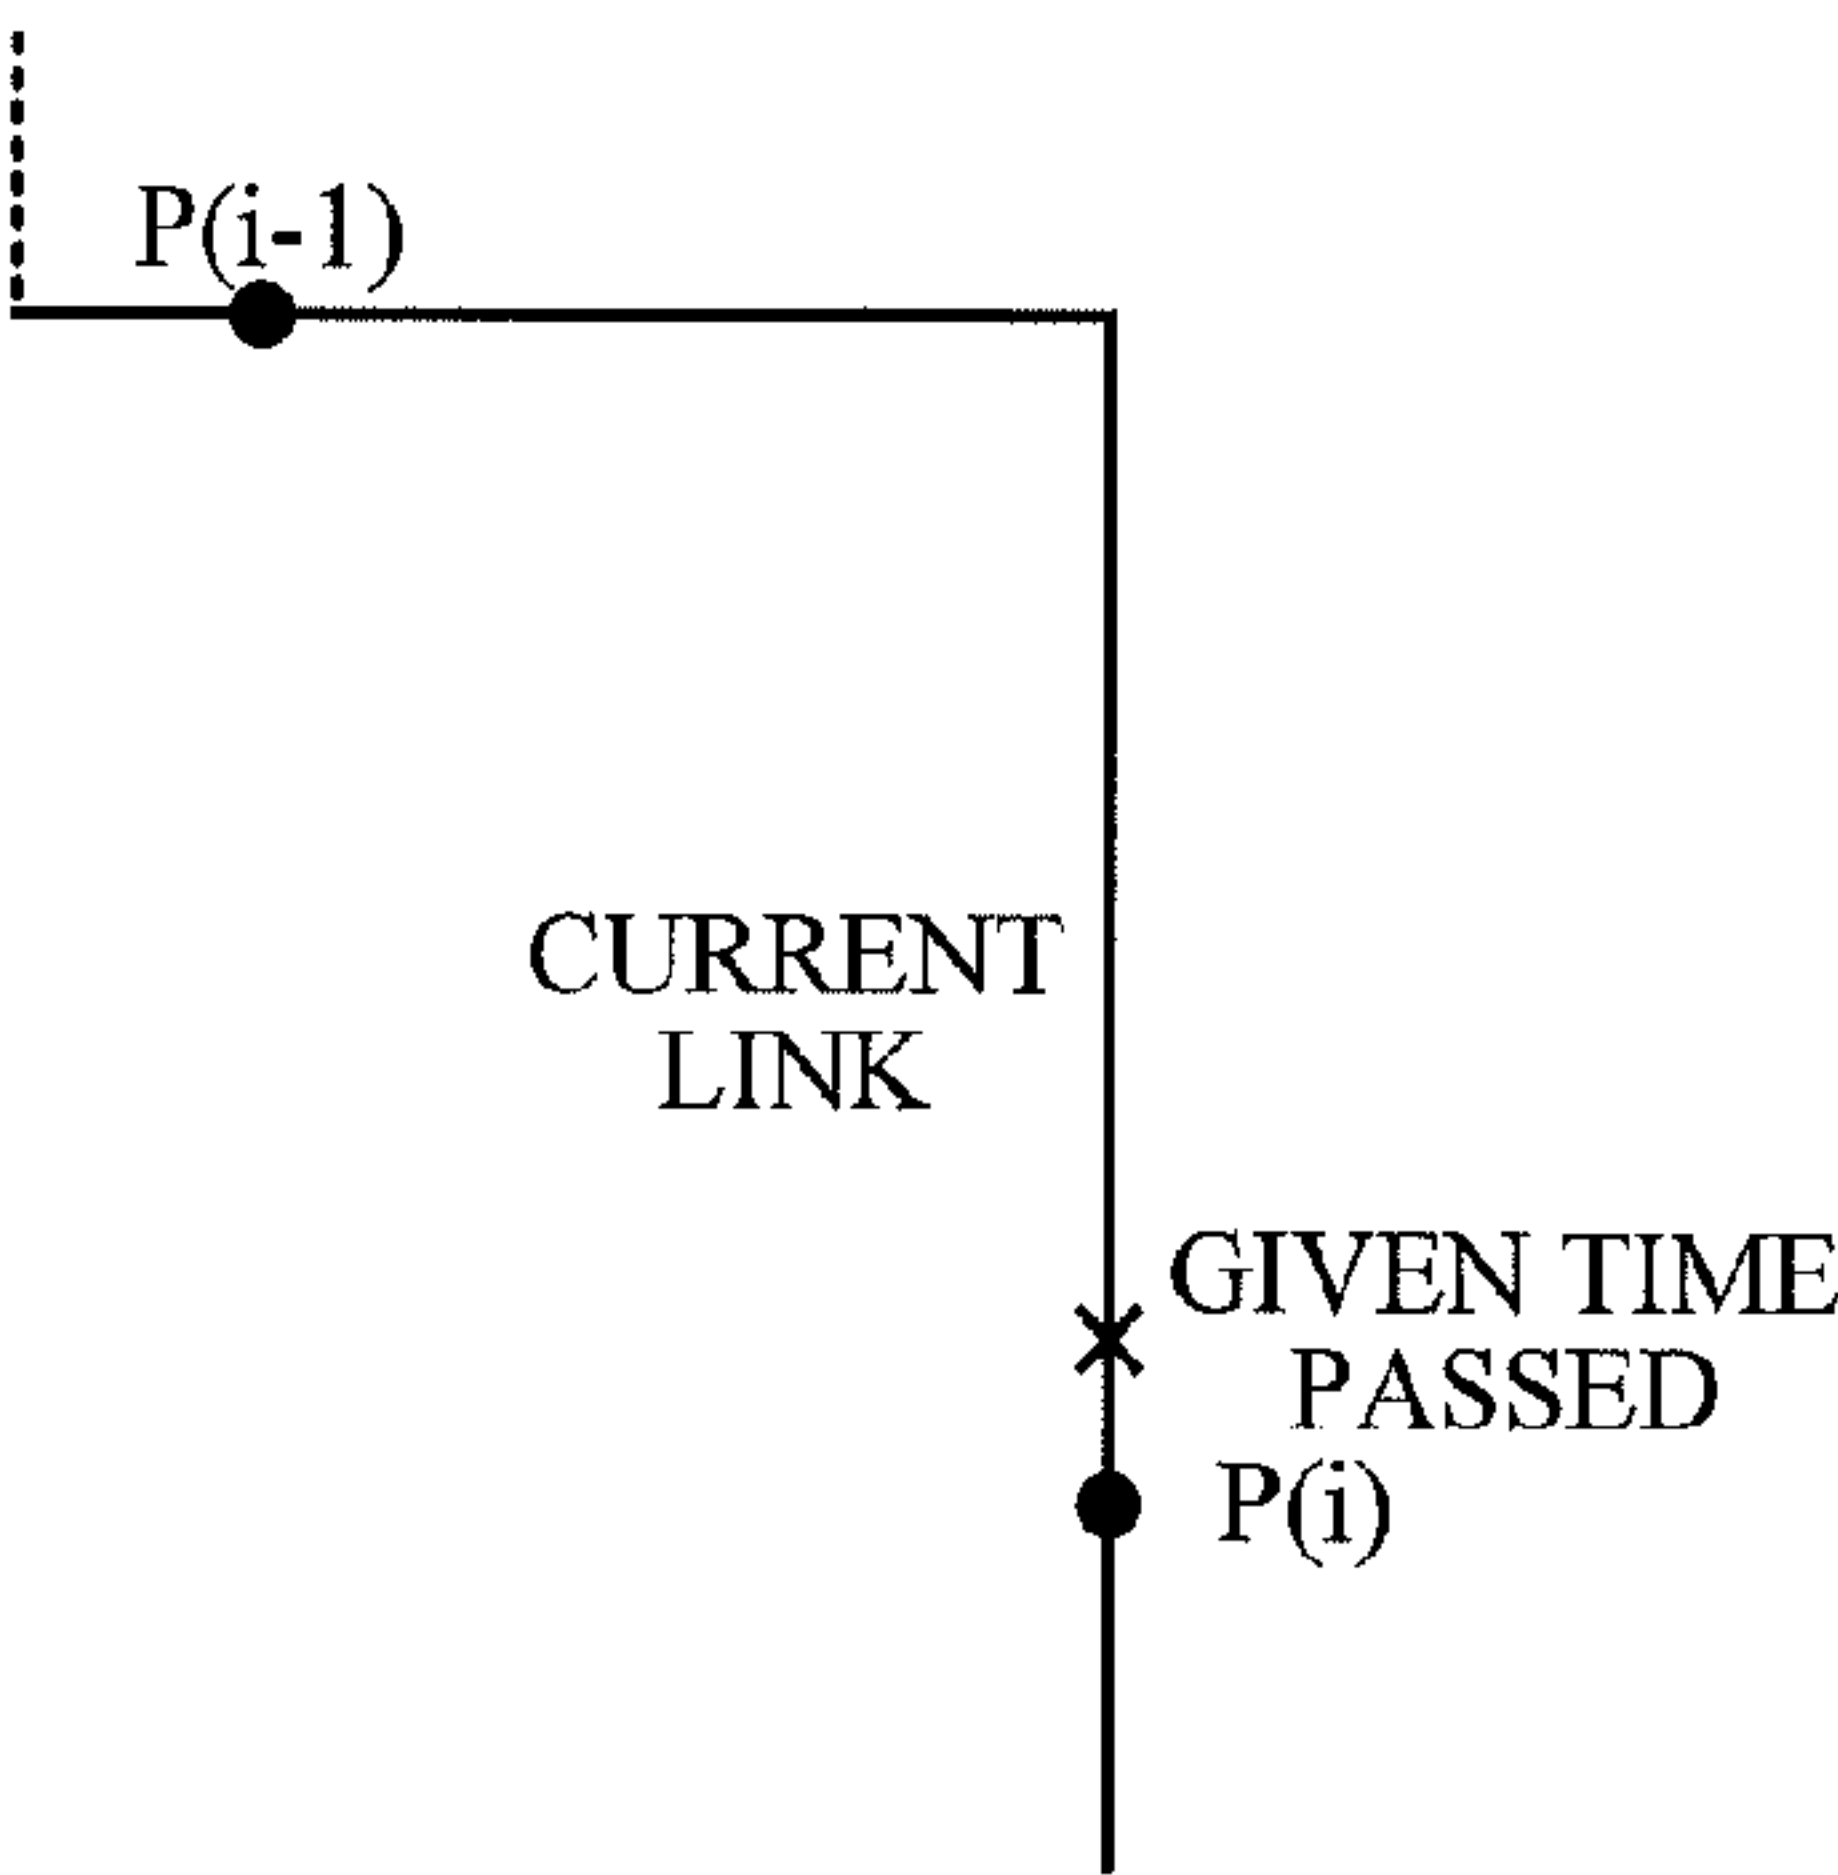 P(i-1)
CURRENT
LINK
GIVEN TIME
PASSED
P(i)